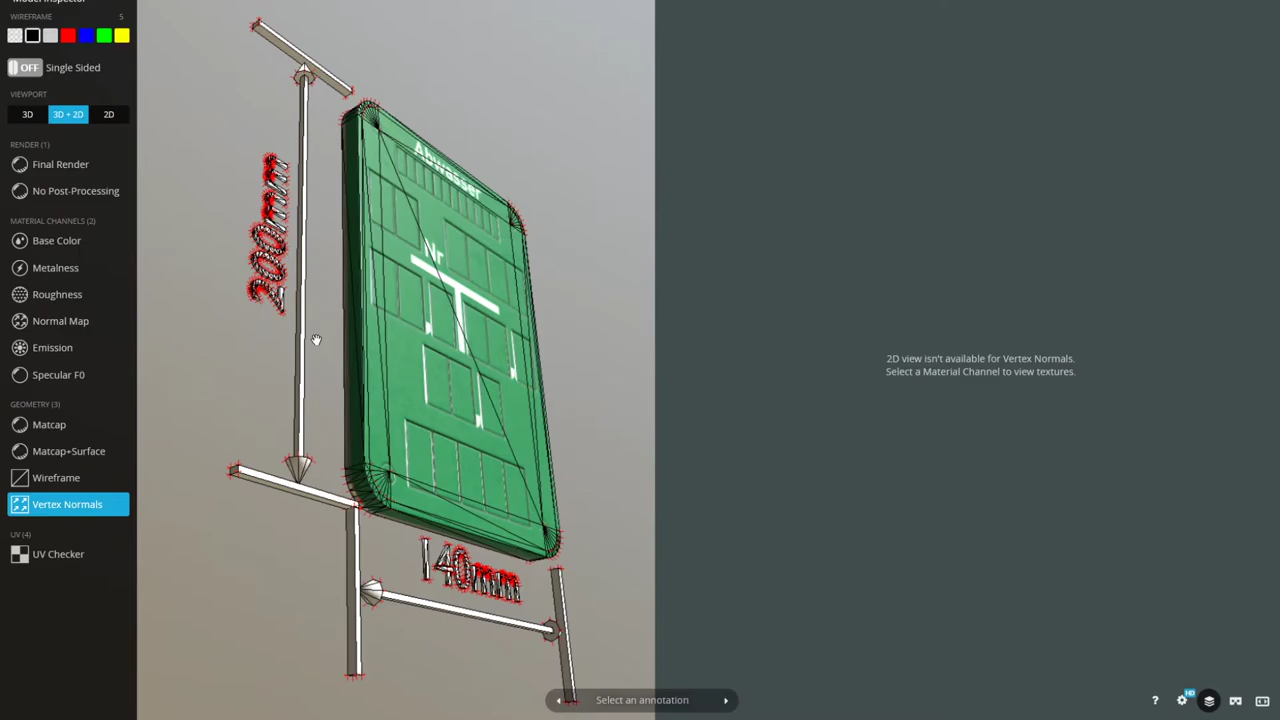 Model Inspector
WIREFRAME 5
OFF Single Sided
VIEWPORT
3D 3D + 2D 2D
RENDER (1)
Final Render
No Post-Processing
MATERIAL CHANNELS (2)
Base Color
Metalness
Roughness
Normal Map
Emission
Specular F0
GEOMETRY (3)
Matcap
Matcap+Surface
Wireframe
Vertex Normals
UV (4)
UV Checker
200mm
Abwasser
Nr
140mm
2D view isn't available for Vertex Normals.
Select a Material Channel to view textures.
Select an annotation
? HD